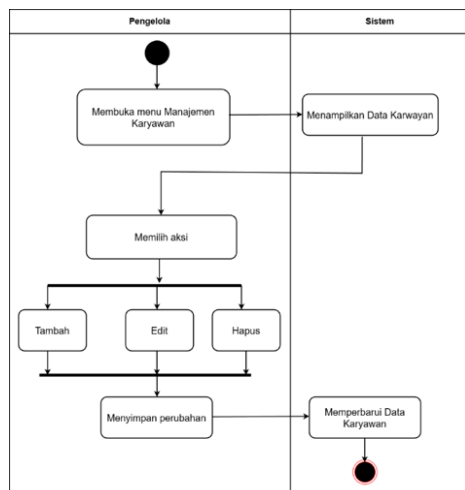 Pengelola
Sistem
Membuka menu Manajemen
Karyawan
Menampilkan Data Karwayan
Memilih aksi
Tambah
Edit
Hapus
Menyimpan perubahan
Memperbarui Data
Karyawan